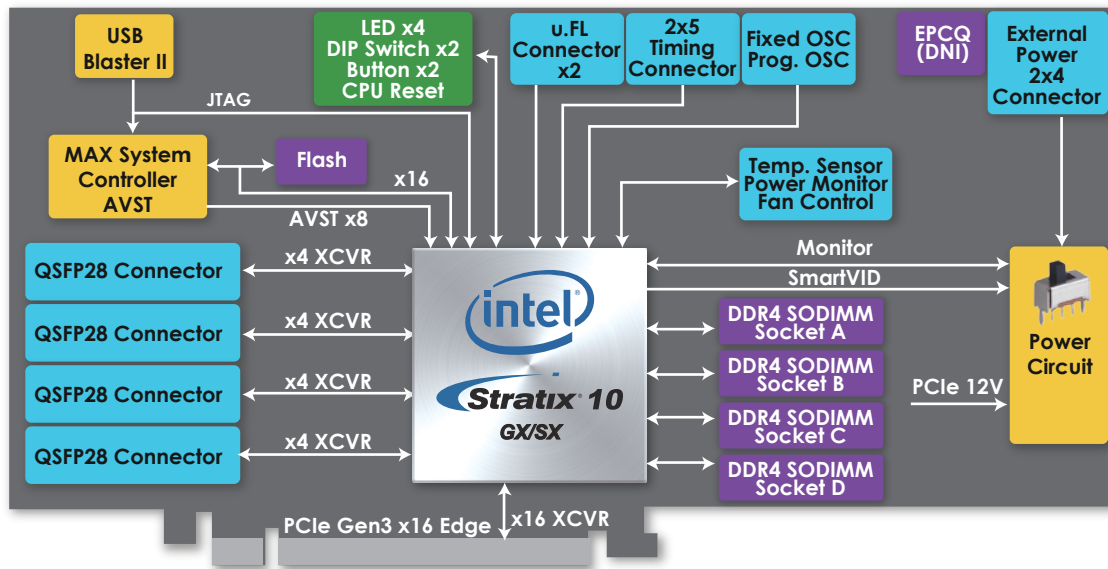 USB
Blaster II
LED x4
DIP Switch x2
Button x2
CPU Reset
u.FL
Connector
x2
2x5
Timing
Connector
Fixed OSC
Prog. OSC
EPCQ
(DNI)
External
Power
2x4
Connector
JTAG
MAX System
Controller
AVST
Flash
x16
AVST x8
Temp. Sensor
Power Monitor
Fan Control
QSFP28 Connector
x4 XCVR
QSFP28 Connector
x4 XCVR
QSFP28 Connector
x4 XCVR
QSFP28 Connector
x4 XCVR
intel
Stratix® 10
GX/SX
Monitor
SmartVID
DDR4 SODIMM
Socket A
DDR4 SODIMM
Socket B
DDR4 SODIMM
Socket C
DDR4 SODIMM
Socket D
Power
Circuit
PCIe 12V
PCIe Gen3 x16 Edge
x16 XCVR